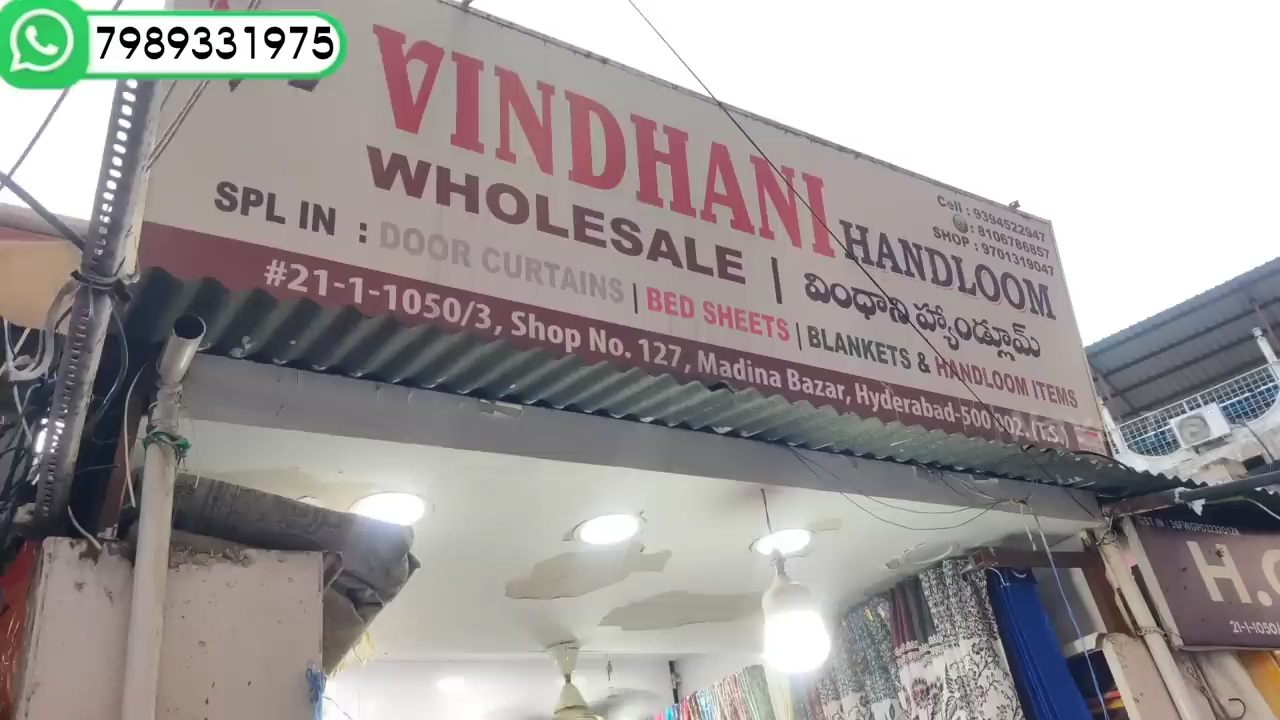 7989331975
VINDHANI HANDLOOM
WHOLESALE | వింధాని హ్యాండ్లూమ్
Cell : 9394522947
: 8106786857
SHOP : 9701319047
SPL IN : DOOR CURTAINS | BED SHEETS | BLANKETS & HANDLOOM ITEMS
#21-1-1050/3, Shop No. 127, Madina Bazar, Hyderabad-500 002. (T.S.)
H.
21-1-1050/